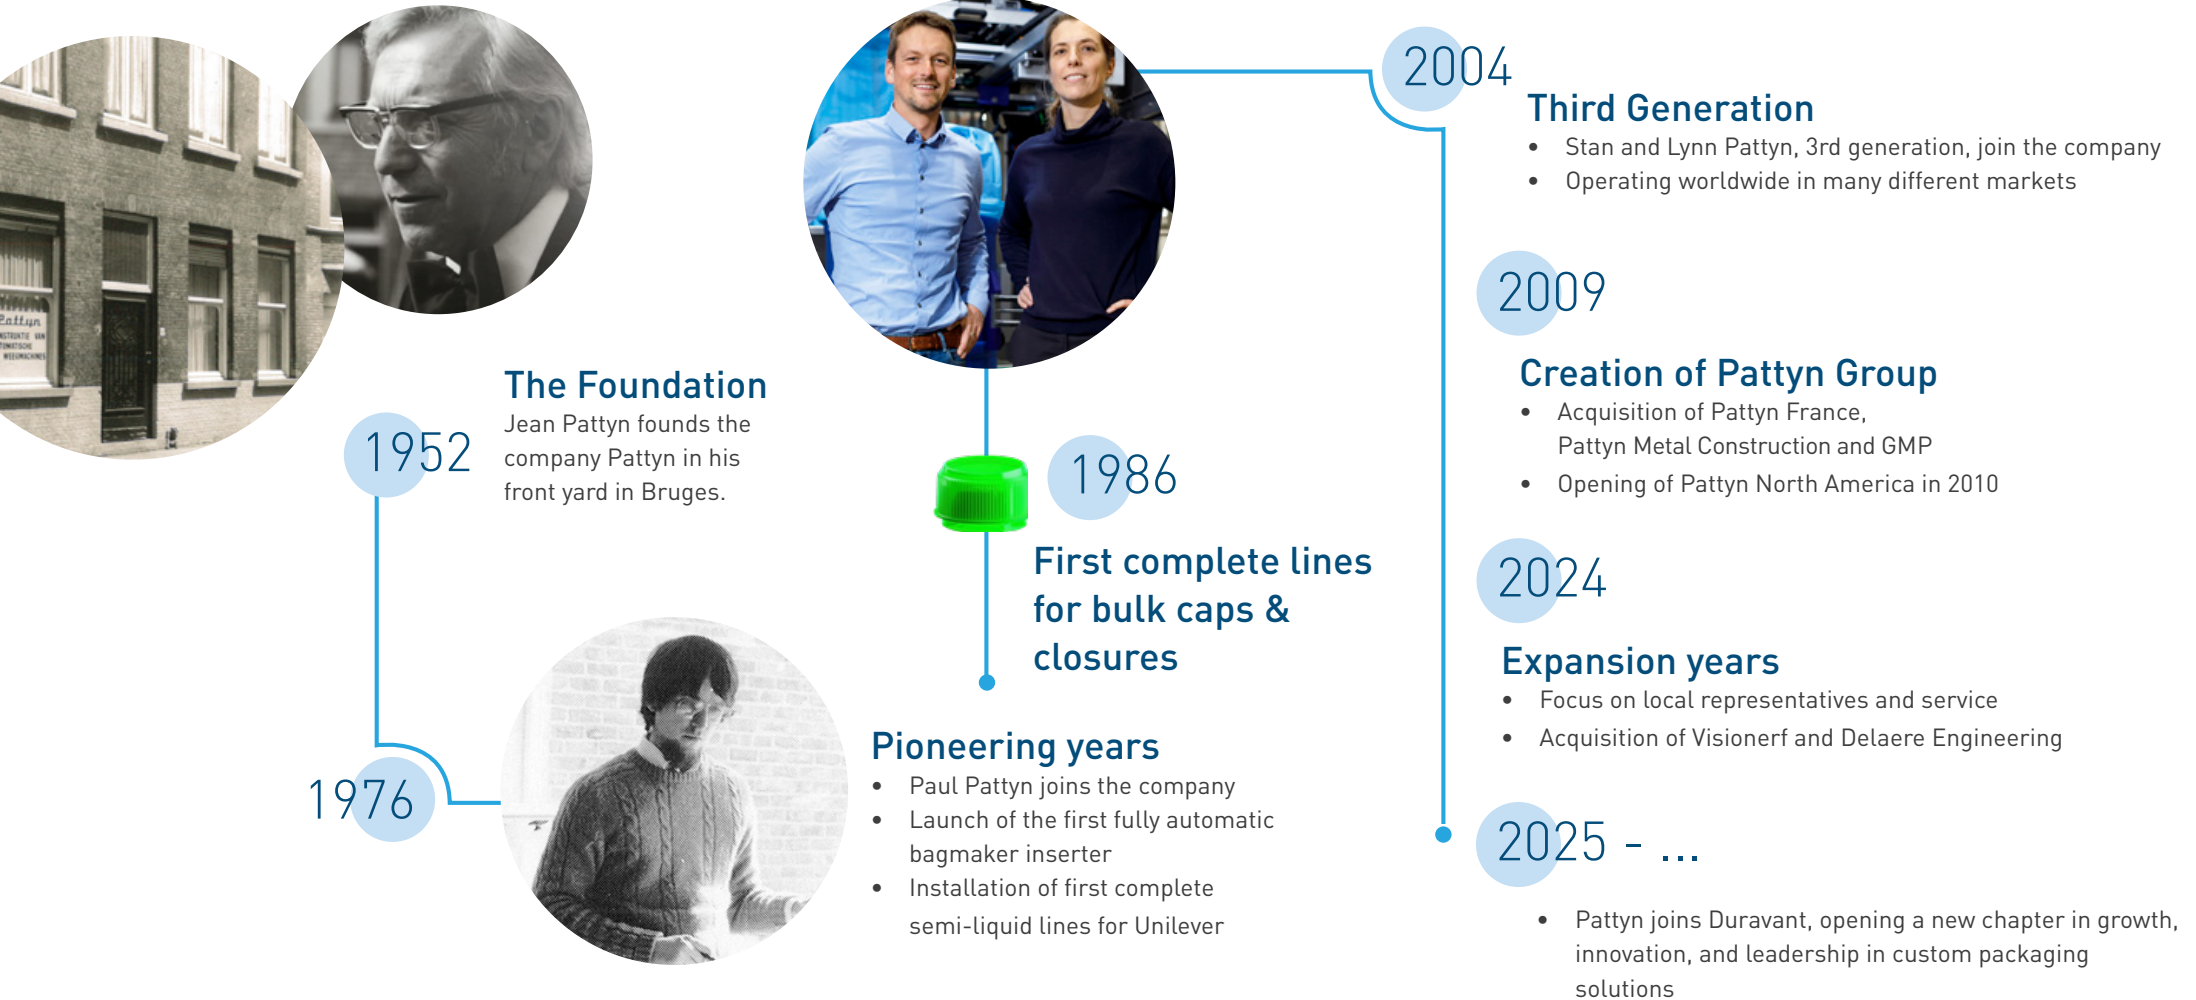 Pattyn
1952
The Foundation
Jean Pattyn founds the
company Pattyn in his
front yard in Bruges.
1976
Pioneering years
• Paul Pattyn joins the company
• Launch of the first fully automatic
bagmaker inserter
• Installation of first complete
semi-liquid lines for Unilever
1986
First complete lines
for bulk caps &
closures
2004
Third Generation
• Stan and Lynn Pattyn, 3rd generation, join the company
• Operating worldwide in many different markets
2009
Creation of Pattyn Group
• Acquisition of Pattyn France,
Pattyn Metal Construction and GMP
• Opening of Pattyn North America in 2010
2024
Expansion years
• Focus on local representatives and service
• Acquisition of Visionerf and Delaere Engineering
2025 - ...
• Pattyn joins Duravant, opening a new chapter in growth,
innovation, and leadership in custom packaging
solutions